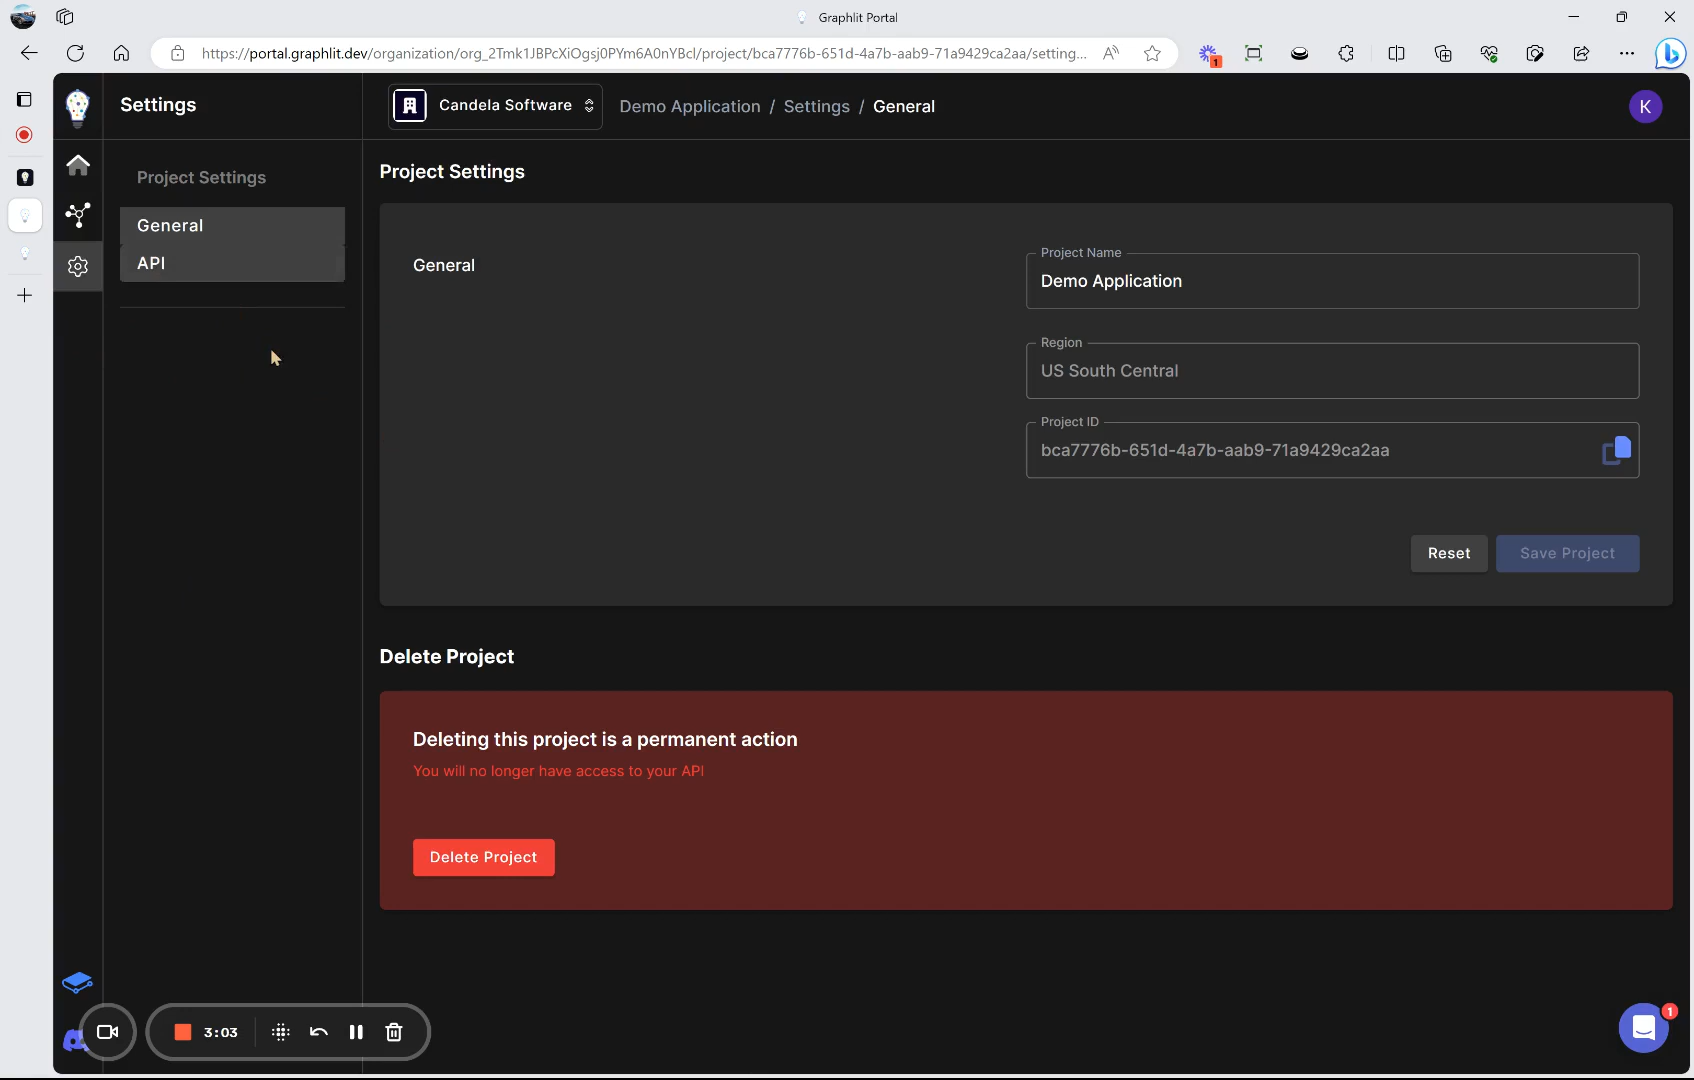 Graphlit Portal
https://portal.graphlit.dev/organization/org_2Tmk1JBPcXiOgsj0PYm6A0nYBcl/project/bca7776b-651d-4a7b-aab9-71a9429ca2aa/setting...
A))
1
Settings
Candela Software
Demo Application / Settings / General
K
Project Settings
General
API
Project Settings
General
Project Name
Demo Application
Region
US South Central
Project ID
bca7776b-651d-4a7b-aab9-71a9429ca2aa
Reset
Save Project
Delete Project
Deleting this project is a permanent action
You will no longer have access to your API
Delete Project
3:03
1